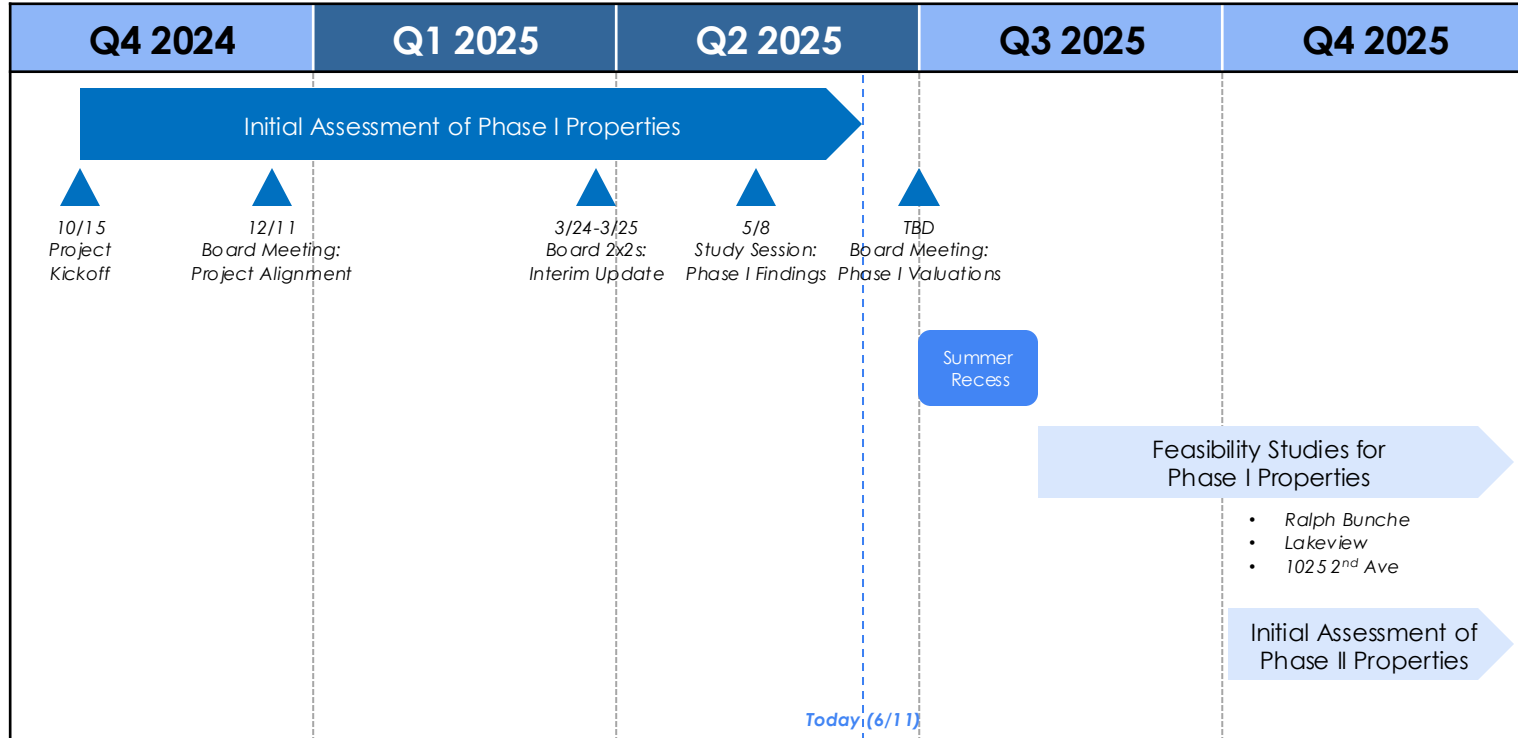 Q4 2024
Q1 2025
Q2 2025
Q3 2025
Q4 2025
Initial Assessment of Phase I Properties
10/15
Project
Kickoff
12/11
Board Meeting:
Project Alignment
3/24-3/25
Board 2x2s:
Interim Update
5/8
Study Session:
Phase I Findings
TBD
Board Meeting:
Phase I Valuations
Summer
Recess
Feasibility Studies for
Phase I Properties
• Ralph Bunche
• Lakeview
• 1025 2nd Ave
Initial Assessment of
Phase II Properties
Today (6/11)